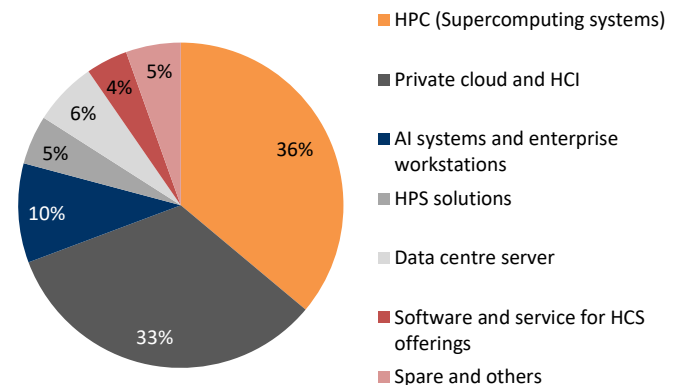 HPC (Supercomputing systems)
Private cloud and HCI
AI systems and enterprise
workstations
HPS solutions
Data centre server
Software and service for HCS
offerings
Spare and others
36%
33%
10%
5%
6%
4%
5%